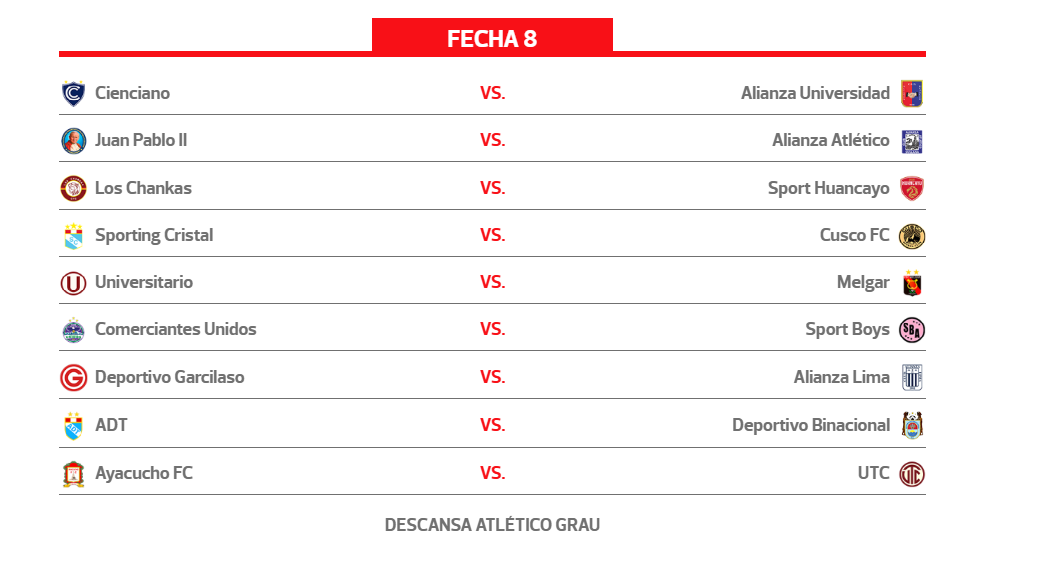 FECHA 8
Cienciano VS. Alianza Universidad
Juan Pablo II VS. Alianza Atlético
Los Chankas VS. Sport Huancayo
Sporting Cristal VS. Cusco FC
Universitario VS. Melgar
Comerciantes Unidos VS. Sport Boys
Deportivo Garcilaso VS. Alianza Lima
ADT VS. Deportivo Binacional
Ayacucho FC VS. UTC
DESCANSA ATLÉTICO GRAU